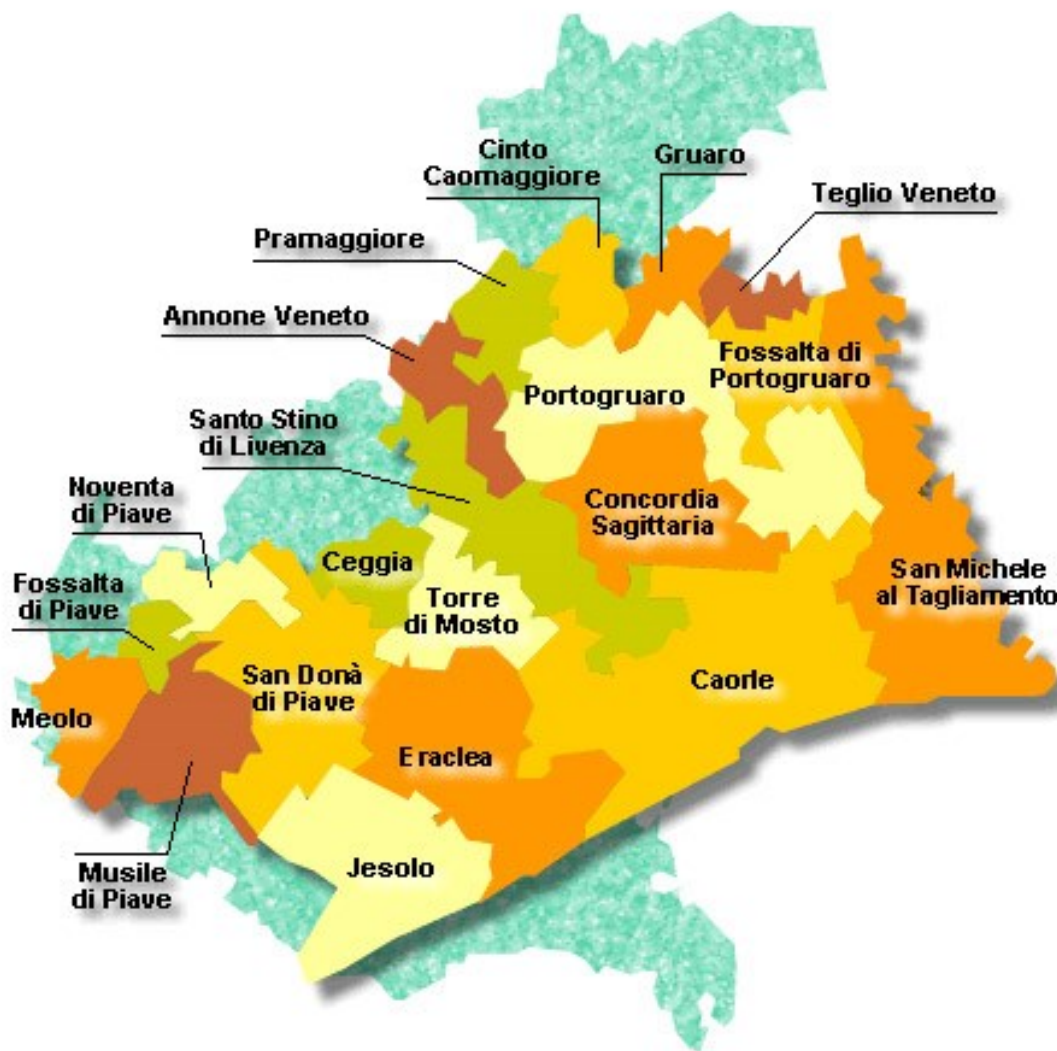 Cinto
Caomaggiore
Gruaro
Teglio Veneto
Pramaggiore
Annone Veneto
Fossalta di
Portogruaro
Portogruaro
Santo Stino
di Livenza
Noventa
di Piave
Concordia
Sagittaria
Ceggia
San Michele
al Tagliamento
Fossalta
di Piave
Torre
di Mosto
San Donà
di Piave
Caorle
Meolo
Eraclea
Jesolo
Musile
di Piave